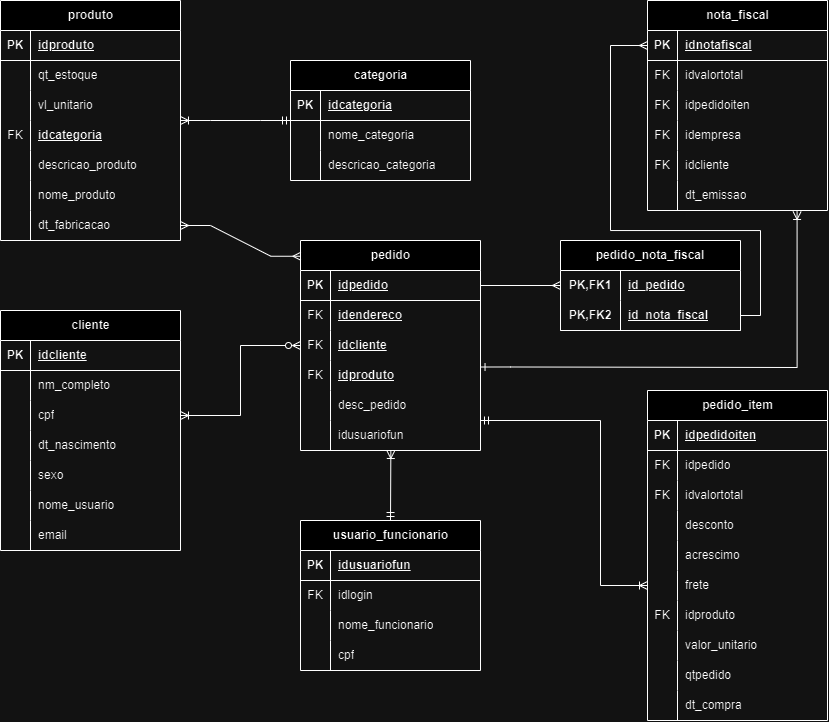 produto
PK idproduto
qt_estoque
vl_unitario
FK idcategoria
descricao_produto
nome_produto
dt_fabricacao
categoria
PK idcategoria
nome_categoria
descricao_categoria
nota_fiscal
PK idnotafiscal
FK idvalortotal
FK idpedidoiten
FK idempresa
FK idcliente
dt_emissao
pedido
PK idpedido
FK idendereco
FK idcliente
FK idproduto
desc_pedido
idusuariofun
pedido_nota_fiscal
PK,FK1 id_pedido
PK,FK2 id_nota_fiscal
cliente
PK idcliente
nm_completo
cpf
dt_nascimento
sexo
nome_usuario
email
usuario_funcionario
PK idusuariofun
FK idlogin
nome_funcionario
cpf
pedido_item
PK idpedidoiten
FK idpedido
FK idvalortotal
desconto
acrescimo
frete
FK idproduto
valor_unitario
qtpedido
dt_compra